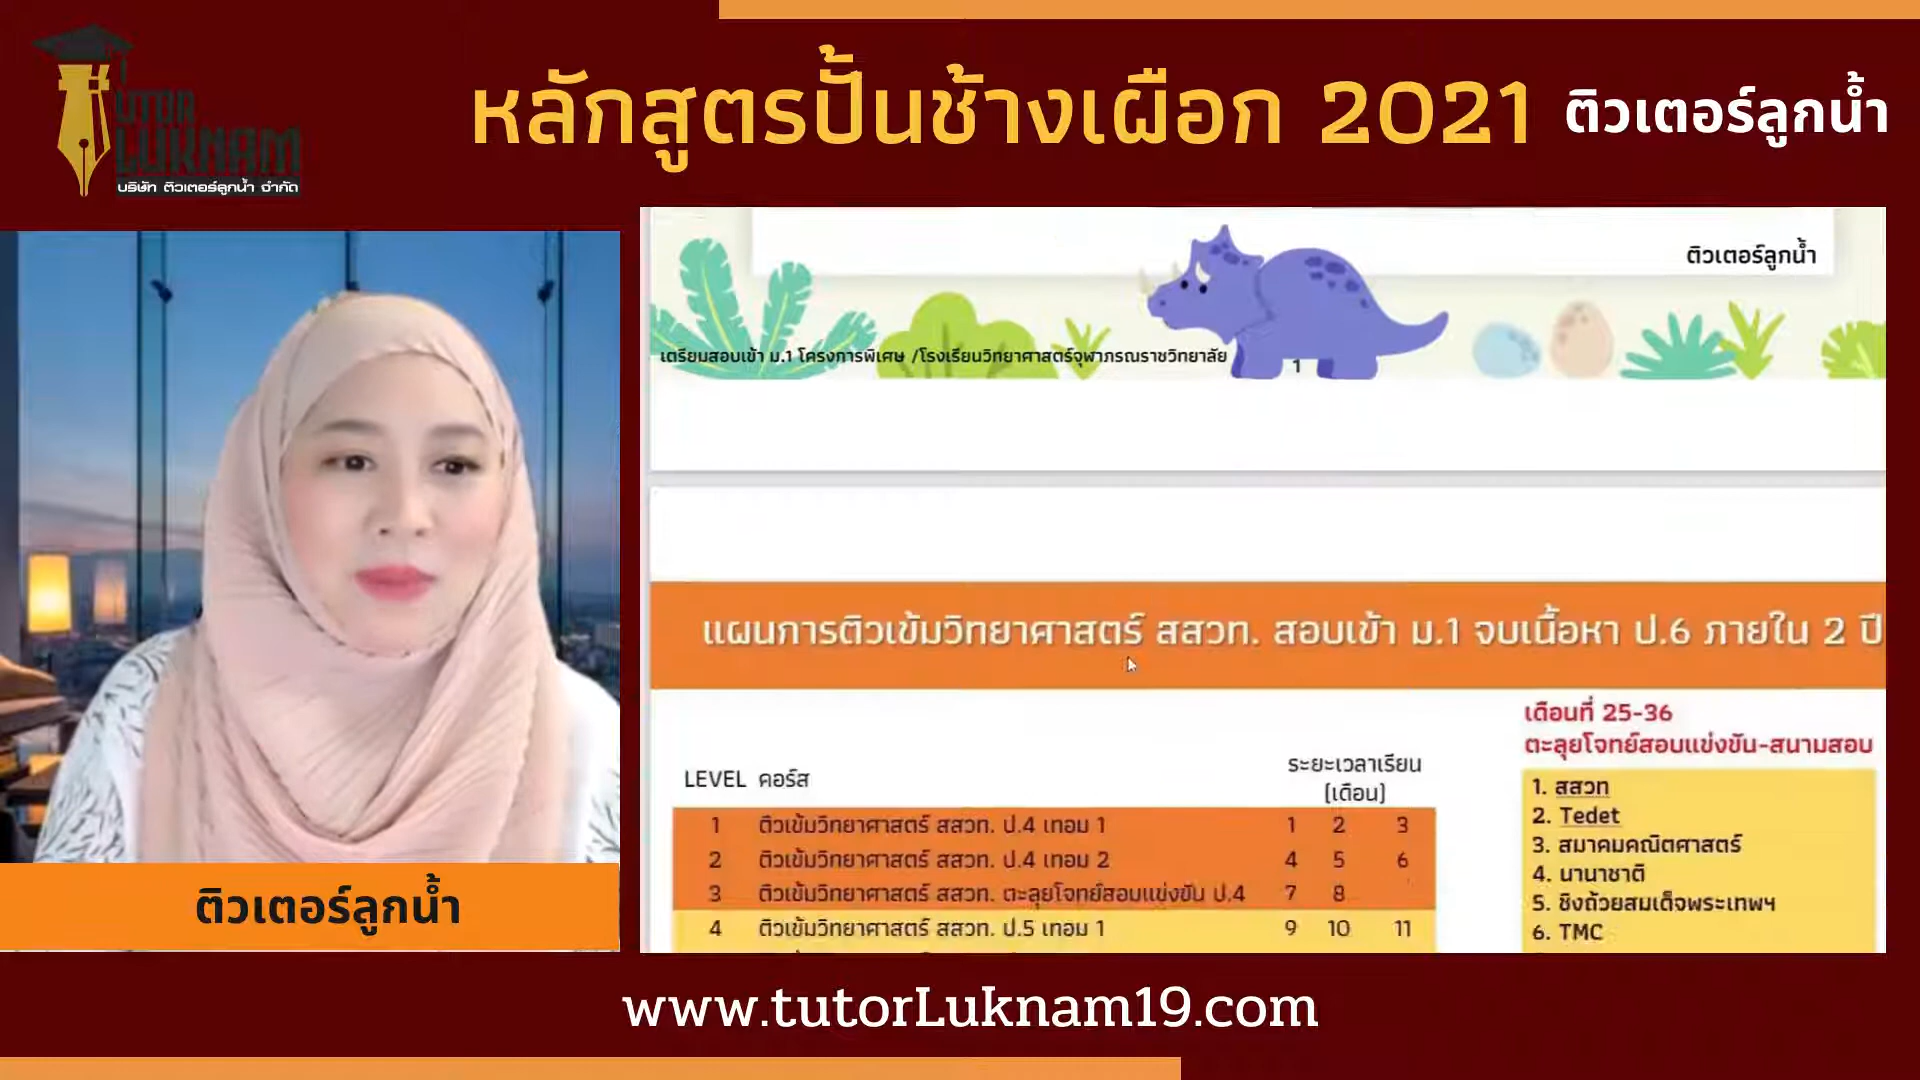 หลักสูตรปั้นช้างเผือก 2021 ติวเตอร์ลูกน้ำ
UTOR
LUKNAM
บริษัท ติวเตอร์ลูกน้ำ จำกัด
ติวเตอร์ลูกน้ำ
เตรียมสอบเข้า ม.1 โครงการพิเศษ /โรงเรียนวิทยาศาสตร์จุฬาภรณราชวิทยาลัย
1
แผนการติวเข้มวิทยาศาสตร์ สสวท. สอบเข้า ม.1 จบเนื้อหา ป.6 ภายใน 2 ปี
เดือนที่ 25-36
ตะลุยโจทย์สอบแข่งขัน-สนามสอบ
LEVEL คอร์ส ระยะเวลาเรียน
(เดือน)
1 ติวเข้มวิทยาศาสตร์ สสวท. ป.4 เทอม 1 1 2 3
2 ติวเข้มวิทยาศาสตร์ สสวท. ป.4 เทอม 2 4 5 6
3 ติวเข้มวิทยาศาสตร์ สสวท. ตะลุยโจทย์สอบแข่งขัน ป.4 7 8
4 ติวเข้มวิทยาศาสตร์ สสวท. ป.5 เทอม 1 9 10 11
1. สสวท
2. Tedet
3. สมาคมคณิตศาสตร์
4. นานาชาติ
5. ชิงถ้วยสมเด็จพระเทพฯ
6. TMC
ติวเตอร์ลูกน้ำ
www.tutorLuknam19.com